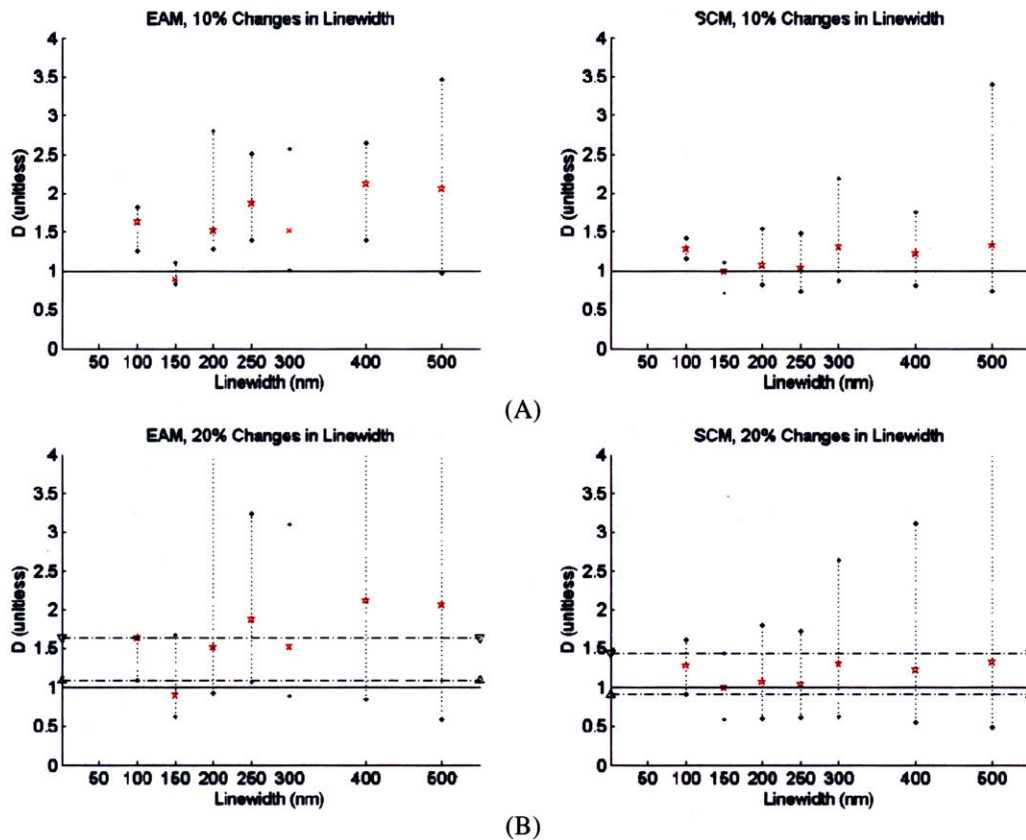 EAM, 10% Changes in Linewidth
4
3.5
3
2.5
2
1.5
1
0.5
0
D (unitless)
50 100 150 200 250 300 400 500
Linewidth (nm)
SCM, 10% Changes in Linewidth
4
3.5
3
2.5
2
1.5
1
0.5
0
D (unitless)
50 100 150 200 250 300 400 500
Linewidth (nm)
(A)
EAM, 20% Changes in Linewidth
4
3.5
3
2.5
2
1.5
1
0.5
0
D (unitless)
50 100 150 200 250 300 400 500
Linewidth (nm)
SCM, 20% Changes in Linewidth
4
3.5
3
2.5
2
1.5
1
0.5
0
D (unitless)
50 100 150 200 250 300 400 500
Linewidth (nm)
(B)